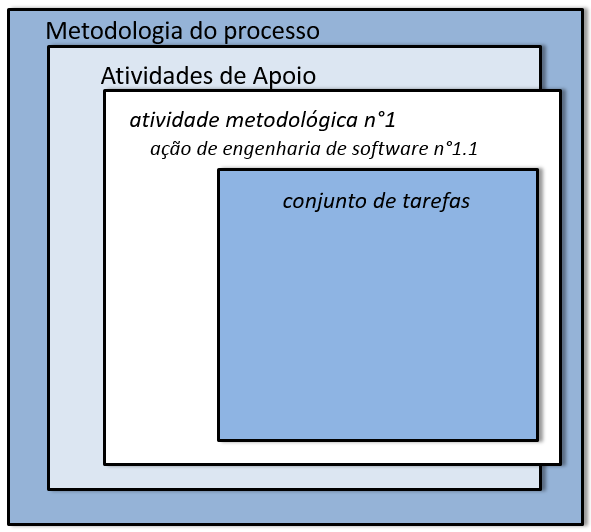 Metodologia do processo
Atividades de Apoio
atividade metodológica n°1
ação de engenharia de software n°1.1
conjunto de tarefas